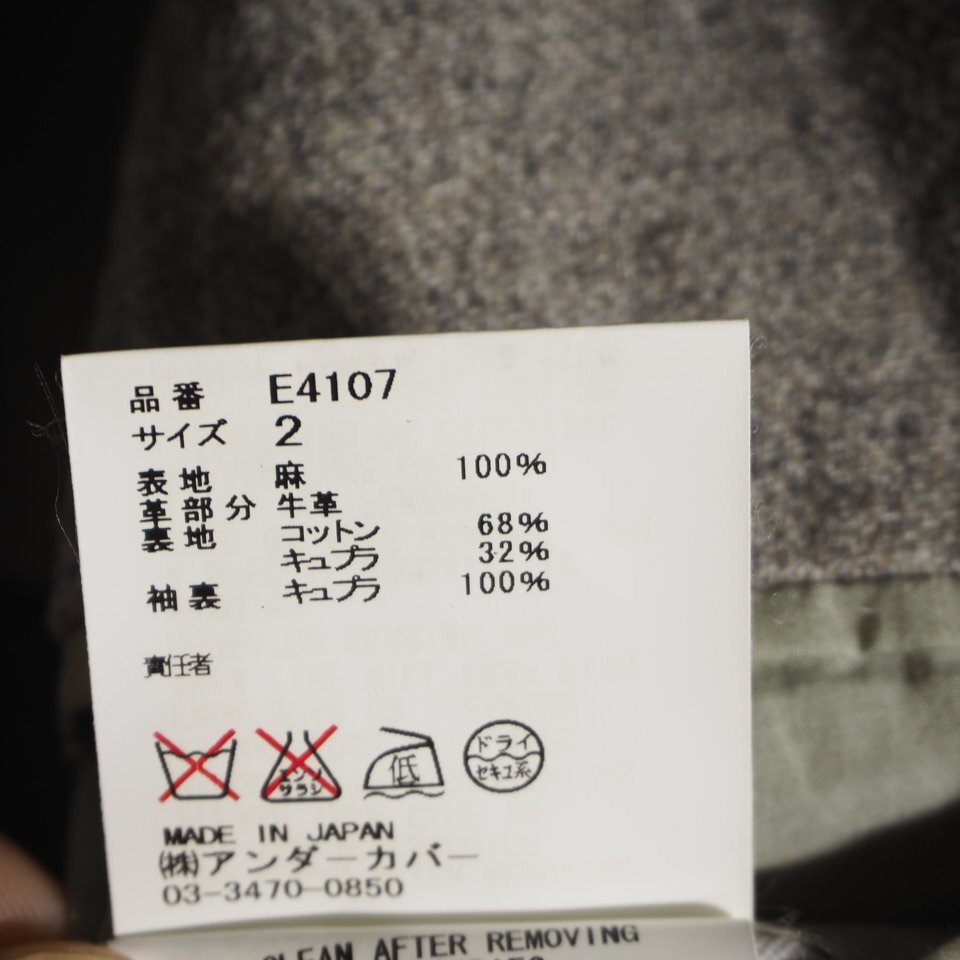 品番 E4107
サイズ 2
表地 麻 100%
革部分 牛革
裏地 コットン 68%
キュプラ 32%
袖裏 キュプラ 100%
責任者
エンソ サラシ
低
ドライ セキユ系
MADE IN JAPAN
㈱アンダーカバー
03-3470-0850
CLEAN AFTER REMOVING